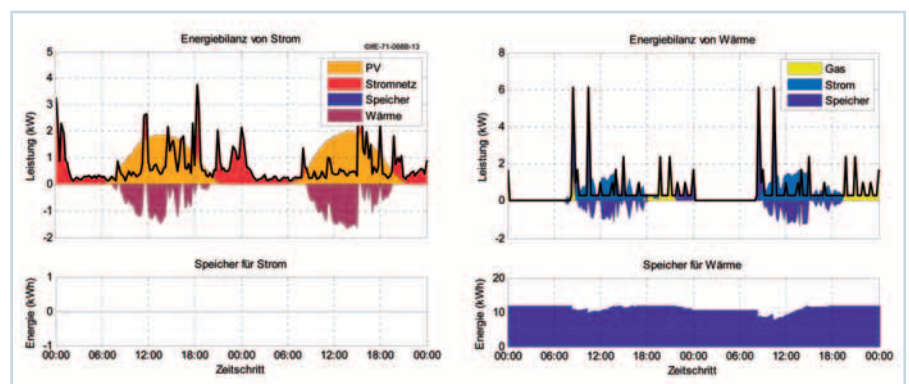 Energiebilanz von Strom
5
4
3
2
1
0
-1
-2
Leistung (kW)
PV
Stromnetz
Speicher
Wärme
00:00 06:00 12:00 18:00 00:00 06:00 12:00 18:00 00:00
Speicher für Strom
1
0
-1
Energie (kWh)
00:00 06:00 12:00 18:00 00:00 06:00 12:00 18:00 00:00
Zeitschritt
Energiebilanz von Wärme
8
6
4
2
0
-2
Leistung (kW)
Gas
Strom
Speicher
00:00 06:00 12:00 18:00 00:00 06:00 12:00 18:00 00:00
Speicher für Wärme
20
10
0
Energie (kWh)
00:00 06:00 12:00 18:00 00:00 06:00 12:00 18:00 00:00
Zeitschritt